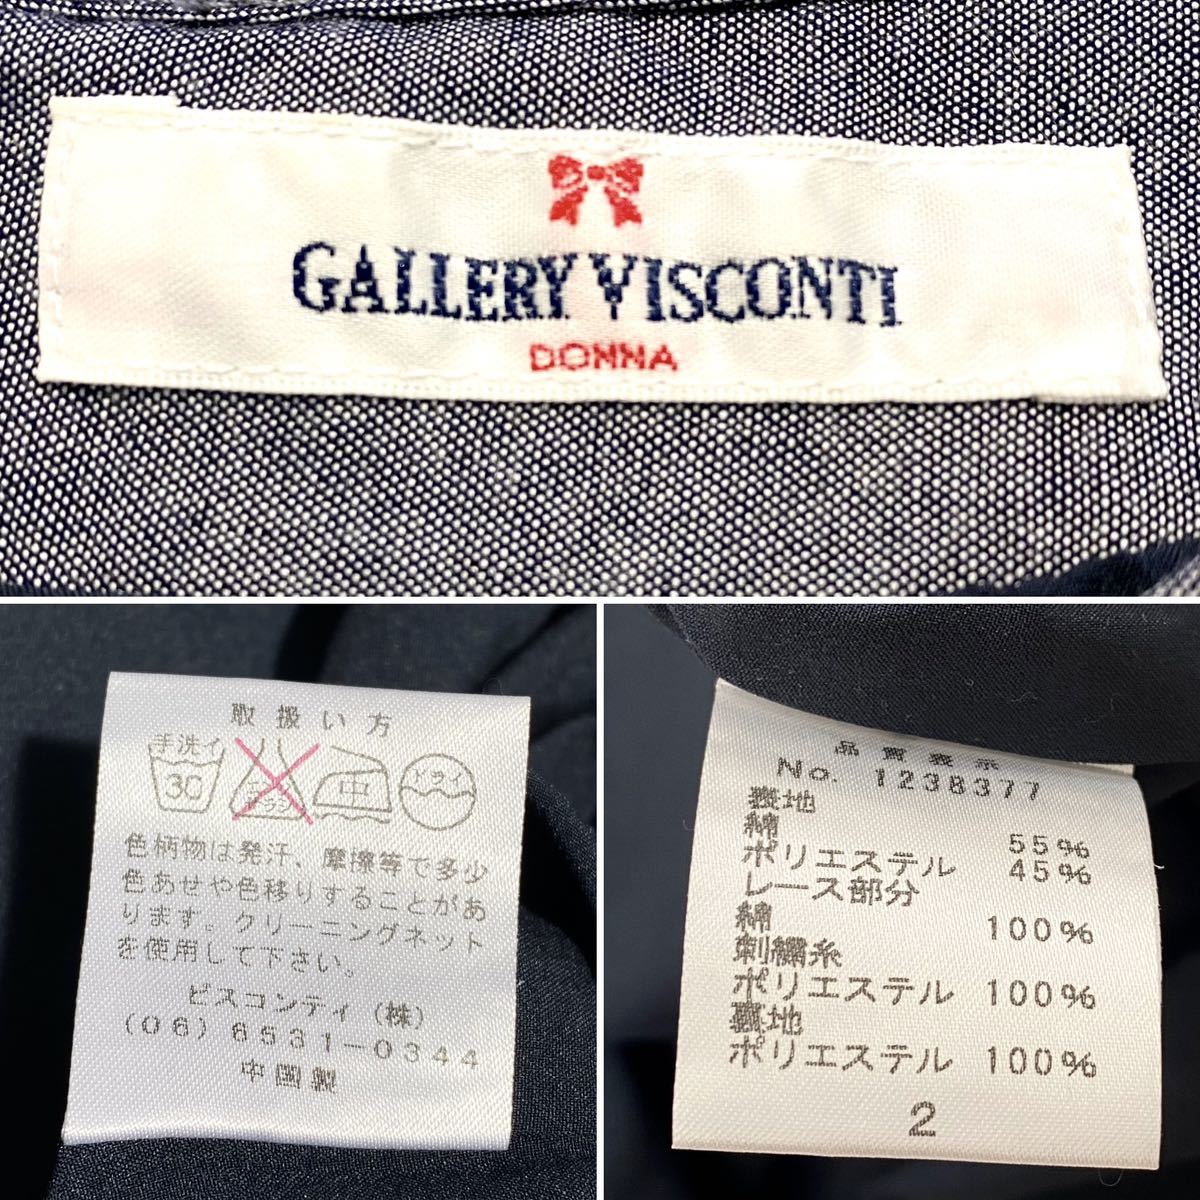 GALLERY VISCONTI
DONNA
取扱い方
手洗イ
30
エンソ
サラシ
中
ドライ
色柄物は発汗、摩擦等で多少
色あせや色移りすることがあ
ります。クリーニングネット
を使用して下さい。
ビスコンティ(株)
(06)6531-0344
中国製
品質表示
No. 1238377
表地
綿 55%
ポリエステル 45%
レース部分
綿 100%
刺繍糸
ポリエステル 100%
裏地
ポリエステル 100%
2